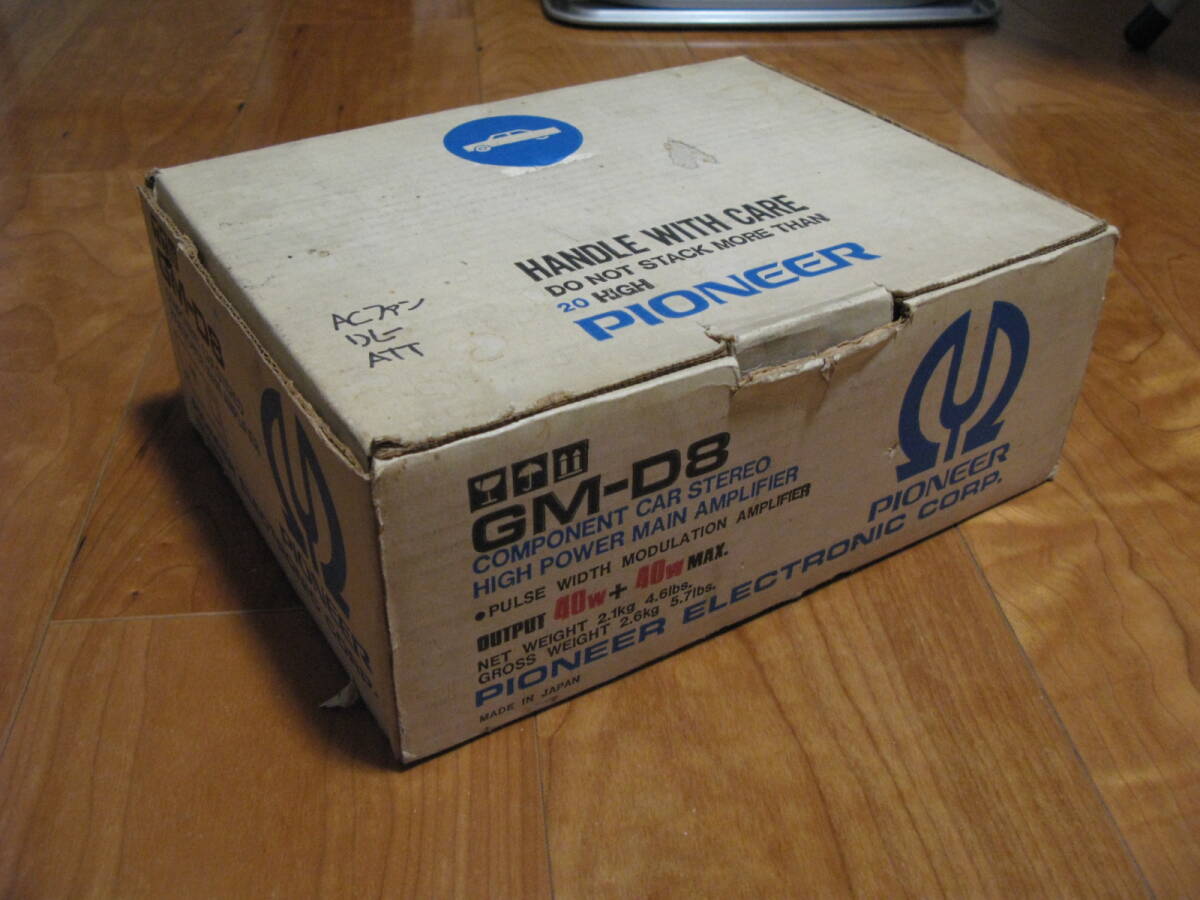 HANDLE WITH CARE
DO NOT STACK MORE THAN
20 HIGH
PIONEER
ACファン
リレー
ATT
GM-D8
COMPONENT CAR STEREO
HIGH POWER MAIN AMPLIFIER
•PULSE WIDTH MODULATION AMPLIFIER
OUTPUT 40W+40W MAX.
NET WEIGHT 2.1kg 4.6lbs.
GROSS WEIGHT 2.6kg 5.7lbs.
PIONEER ELECTRONIC CORP.
MADE IN JAPAN
PIONEER
GM-D8